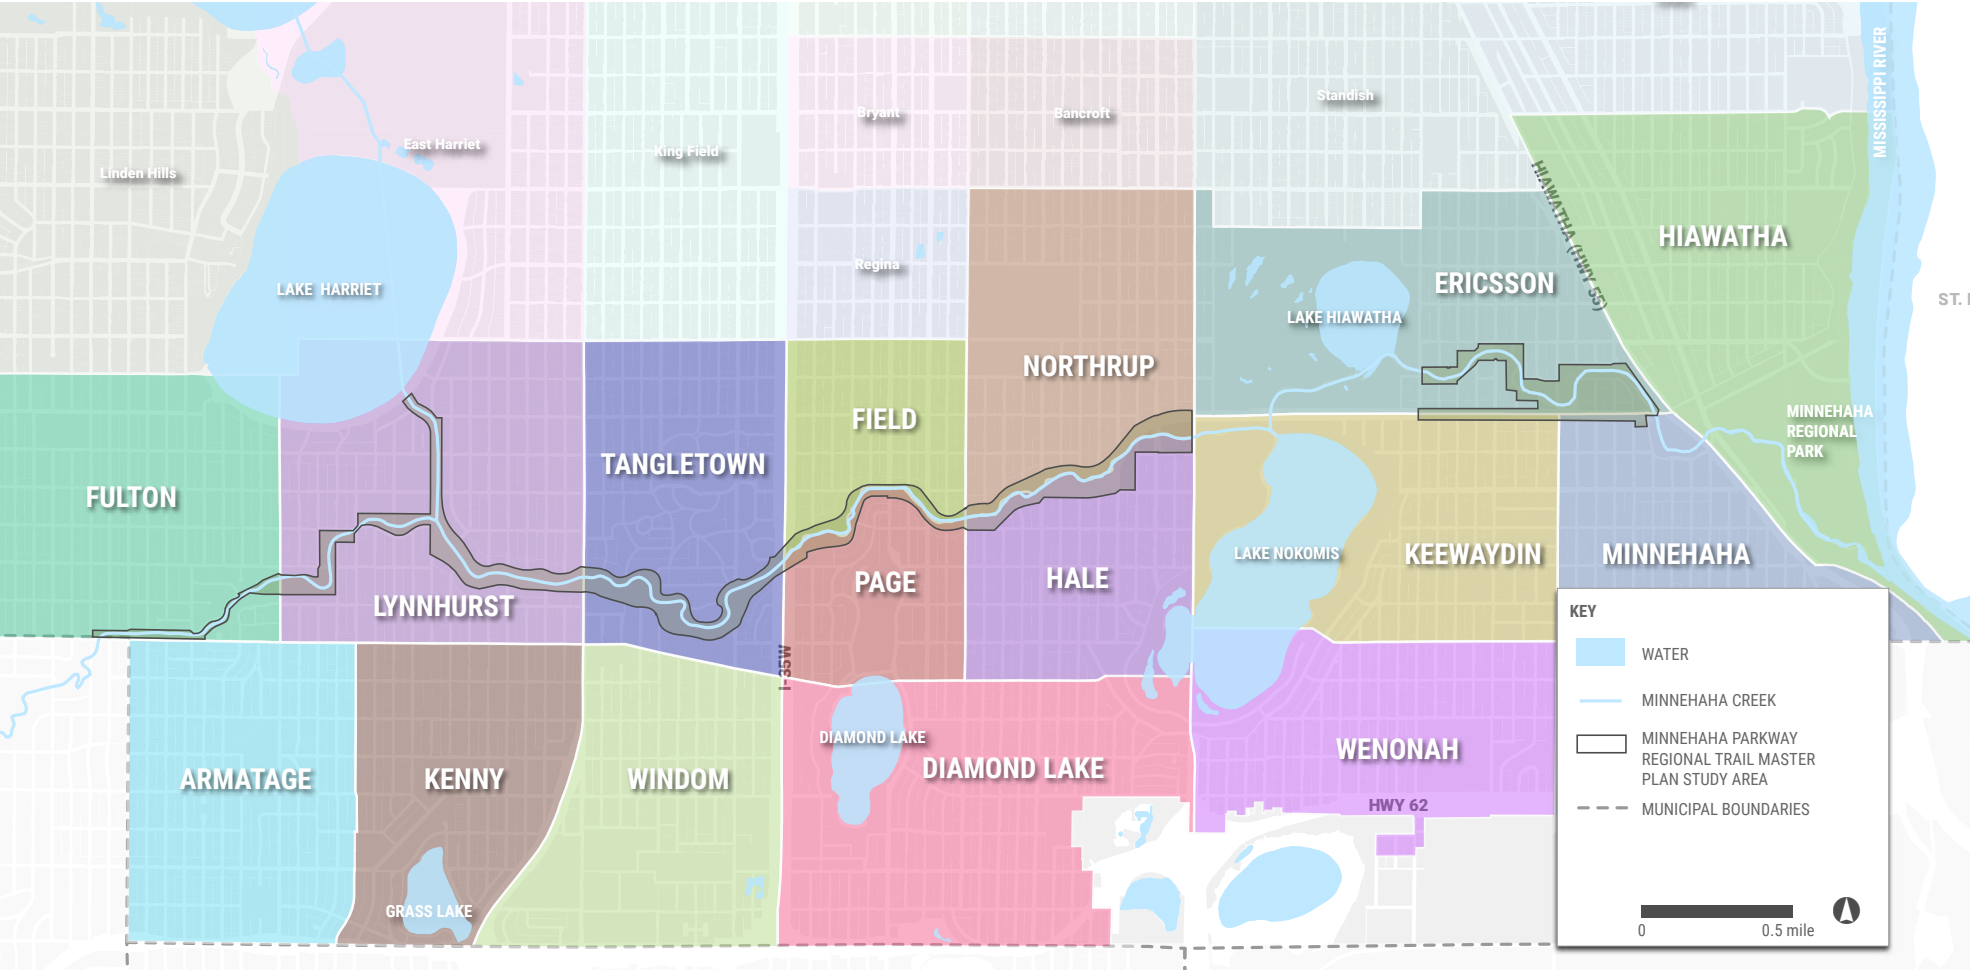 MISSISSIPPI RIVER
Bryant
Bancroft
Standish
East Harriet
King Field
Linden Hills
HIAWATHA (HWY 55)
HIAWATHA
Regina
LAKE HARRIET
ERICSSON
ST.
LAKE HIAWATHA
NORTHRUP
FIELD
MINNEHAHA
REGIONAL
PARK
TANGLETOWN
FULTON
LAKE NOKOMIS
KEEWAYDIN
MINNEHAHA
PAGE
HALE
LYNNHURST
I-35W
DIAMOND LAKE
DIAMOND LAKE
WENONAH
ARMATAGE
KENNY
WINDOM
HWY 62
GRASS LAKE
KEY
WATER
MINNEHAHA CREEK
MINNEHAHA PARKWAY
REGIONAL TRAIL MASTER
PLAN STUDY AREA
MUNICIPAL BOUNDARIES
0 0.5 mile